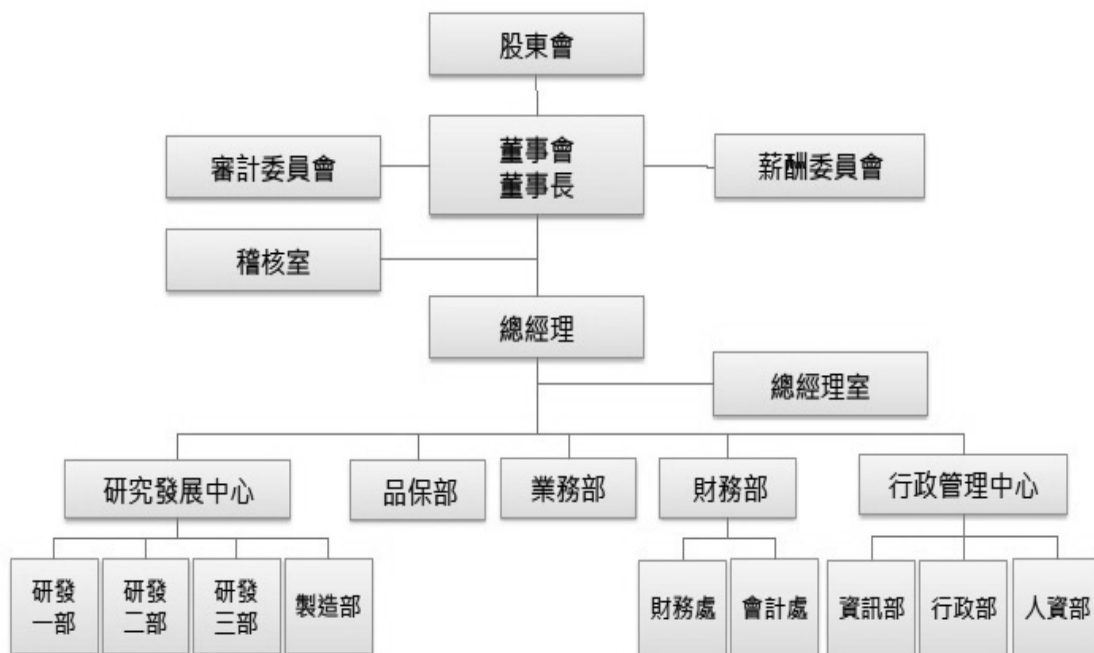 股東會
審計委員會
董事會
董事長
薪酬委員會
稽核室
總經理
總經理室
研究發展中心
品保部
業務部
財務部
行政管理中心
研發
一部
研發
二部
研發
三部
製造部
財務處
會計處
資訊部
行政部
人資部